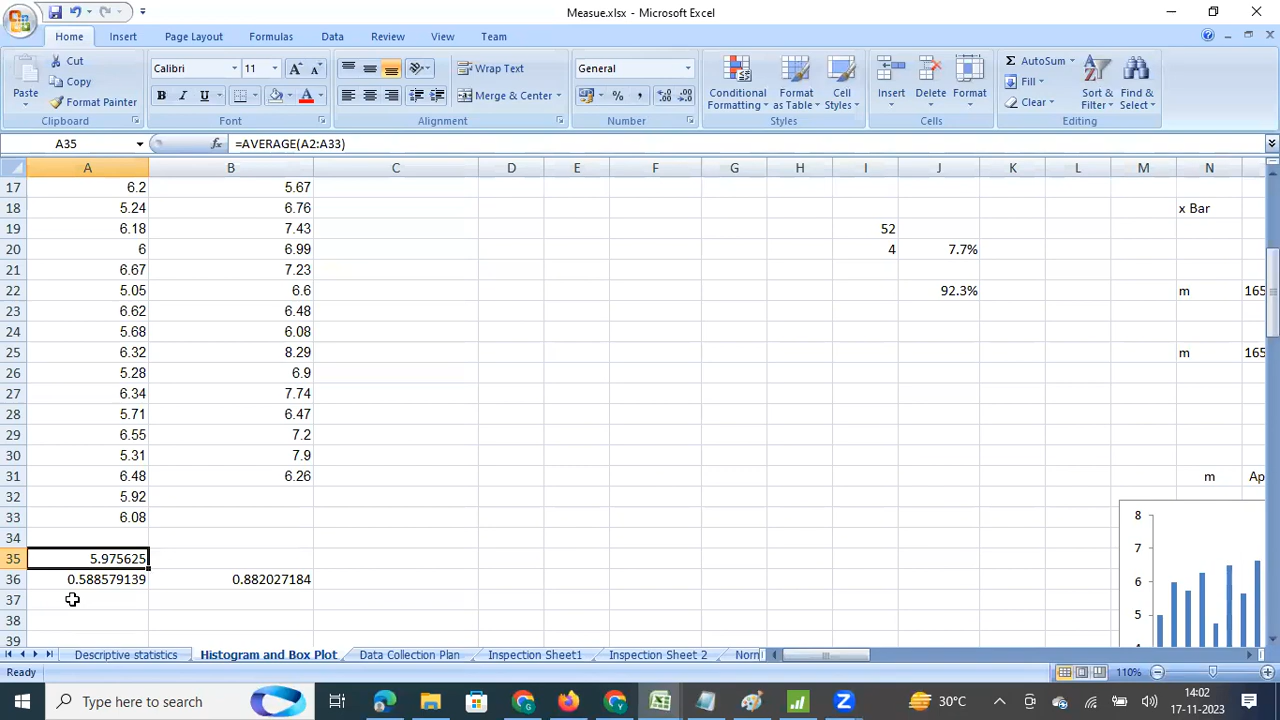 Measue.xlsx - Microsoft Excel
Home Insert Page Layout Formulas Data Review View Team
Paste Cut Copy Format Painter Clipboard
Calibri 11 A A B I U A Font
Wrap Text Merge & Center Alignment
General % , Number
Conditional Formatting Format as Table Cell Styles Styles
Insert Delete Format Cells
Σ AutoSum Fill Clear Sort & Filter Find & Select Editing
A35 fx =AVERAGE(A2:A33)
A B C D E F G H I J K L M N
17 6.2 5.67
18 5.24 6.76 x Bar
19 6.18 7.43 52
20 6 6.99 4 7.7%
21 6.67 7.23
22 5.05 6.6 92.3% m 165
23 6.62 6.48
24 5.68 6.08
25 6.32 8.29 m 165
26 5.28 6.9
27 6.34 7.74
28 5.71 6.47
29 6.55 7.2
30 5.31 7.9
31 6.48 6.26 m Ap
32 5.92
33 6.08 8
34
35 5.975625 7
36 0.588579139 0.882027184 6
37 5
38
39
Descriptive statistics Histogram and Box Plot Data Collection Plan Inspection Sheet1 Inspection Sheet 2 Norn
Ready 110%
Type here to search 30°C 14:02
17-11-2023